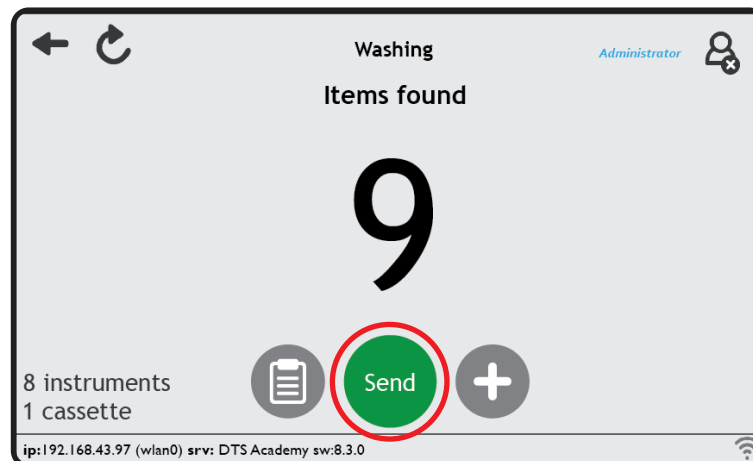 Washing
Administrator
Items found
9
Send
8 instruments
1 cassette
ip:192.168.43.97 (wlan0) srv: DTS Academy sw:8.3.0